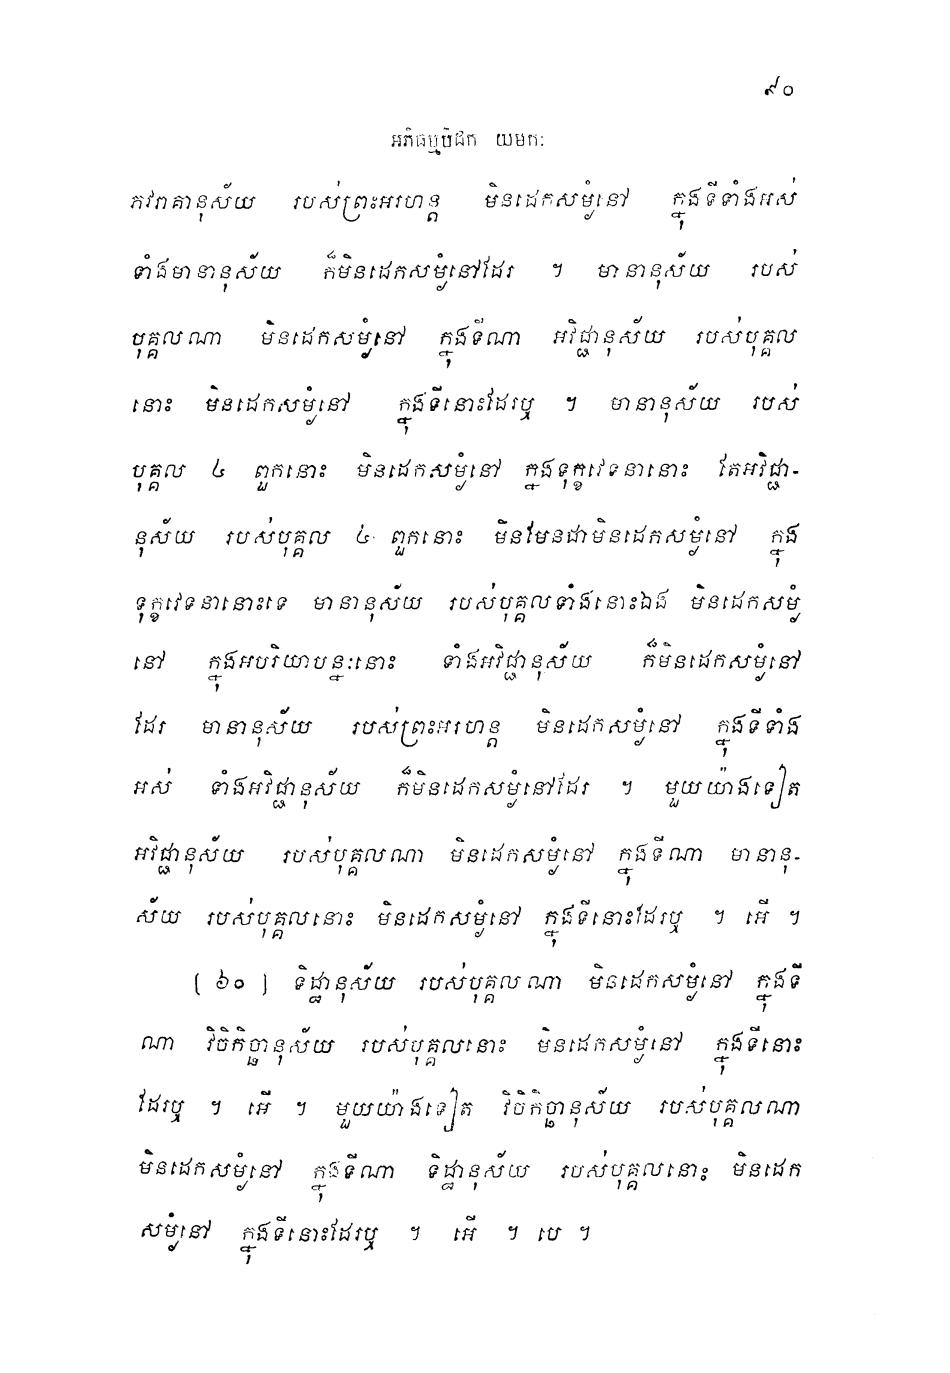 ៩០
អភិធម្មបិដក យមកៈ
ភវរាគានុស័យ របស់ព្រះអរហន្ត មិនដេកសម្ងំនៅ ក្នុងទីទាំងអស់
ទាំងមានានុស័យ ក៏មិនដេកសម្ងំនៅដែរ ។ មានានុស័យ របស់
បុគ្គលណា មិនដេកសម្ងំនៅ ក្នុងទីណា អវិជ្ជានុស័យ របស់បុគ្គល
នោះ មិនដេកសម្ងំនៅ ក្នុងទីនោះដែរឬ ។ មានានុស័យ របស់
បុគ្គល ៤ ពួកនោះ មិនដេកសម្ងំនៅ ក្នុងទុក្ខវេទនានោះ តែអវិជ្ជា-
នុស័យ របស់បុគ្គល ៤ ពួកនោះ មិនមែនជាមិនដេកសម្ងំនៅ ក្នុង
ទុក្ខវេទនានោះទេ មានានុស័យ របស់បុគ្គលទាំងនោះឯង មិនដេកសម្ងំ
នៅ ក្នុងអបរិយាបន្នៈនោះ ទាំងអវិជ្ជានុស័យ ក៏មិនដេកសម្ងំនៅ
ដែរ មានានុស័យ របស់ព្រះអរហន្ត មិនដេកសម្ងំនៅ ក្នុងទីទាំង
អស់ ទាំងអវិជ្ជានុស័យ ក៏មិនដេកសម្ងំនៅដែរ ។ មួយយ៉ាងទៀត
អវិជ្ជានុស័យ របស់បុគ្គលណា មិនដេកសម្ងំនៅ ក្នុងទីណា មានានុ-
ស័យ របស់បុគ្គលនោះ មិនដេកសម្ងំនៅ ក្នុងទីនោះដែរឬ ។ អើ ។
[ ៦០ ] ទិដ្ឋានុស័យ របស់បុគ្គលណា មិនដេកសម្ងំនៅ ក្នុងទី
ណា វិចិកិច្ឆានុស័យ របស់បុគ្គលនោះ មិនដេកសម្ងំនៅ ក្នុងទីនោះ
ដែរឬ ។ អើ ។ មួយយ៉ាងទៀត វិចិកិច្ឆានុស័យ របស់បុគ្គលណា
មិនដេកសម្ងំនៅ ក្នុងទីណា ទិដ្ឋានុស័យ របស់បុគ្គលនោះ មិនដេក
សម្ងំនៅ ក្នុងទីនោះដែរឬ ។ អើ ។ បេ ។